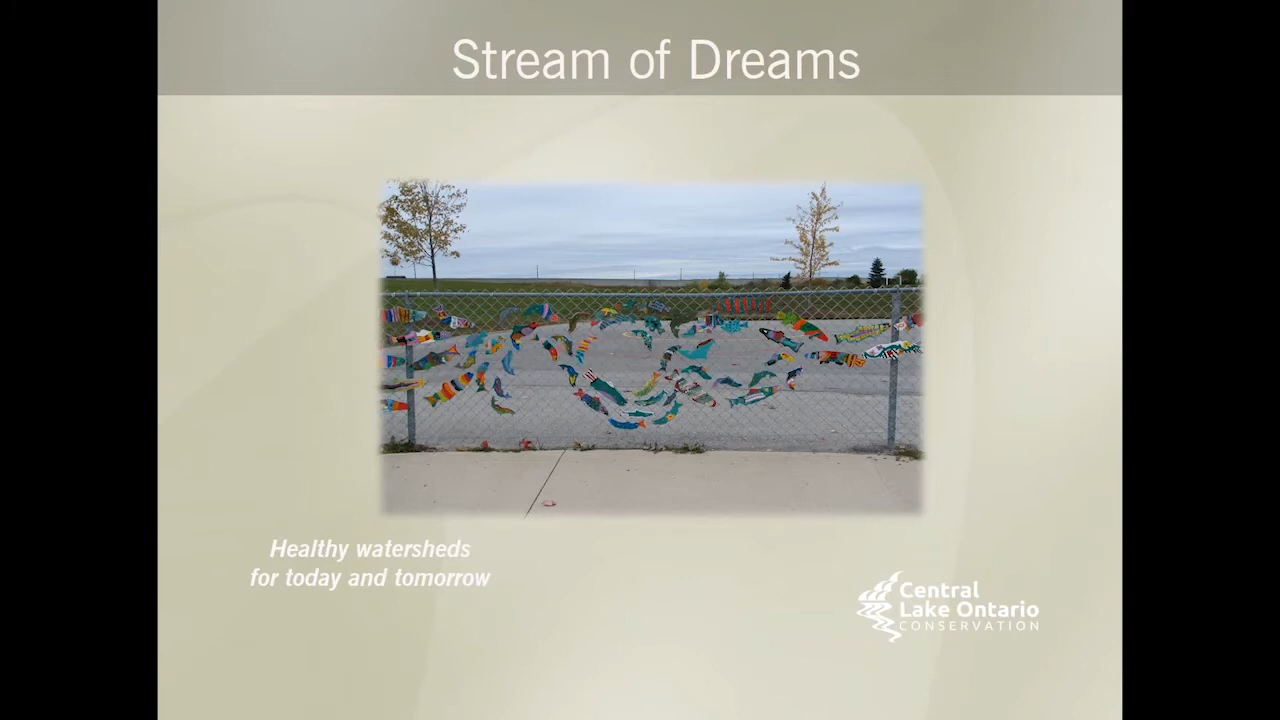 Stream of Dreams
Healthy watersheds
for today and tomorrow
Central
Lake Ontario
CONSERVATION